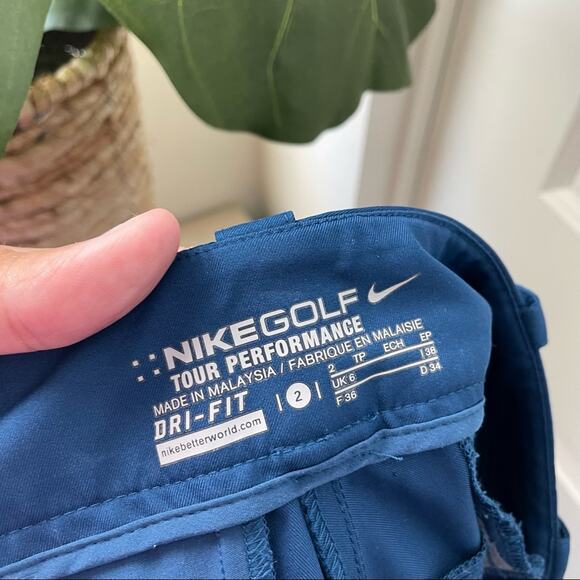 NIKEGOLF
TOUR PERFORMANCE
MADE IN MALAYSIA / FABRIQUE EN MALAISIE
DRI-FIT | 2 |
nikebetterworld.com
2 TP ECH EP
UK 6 I 38
F 36 D 34